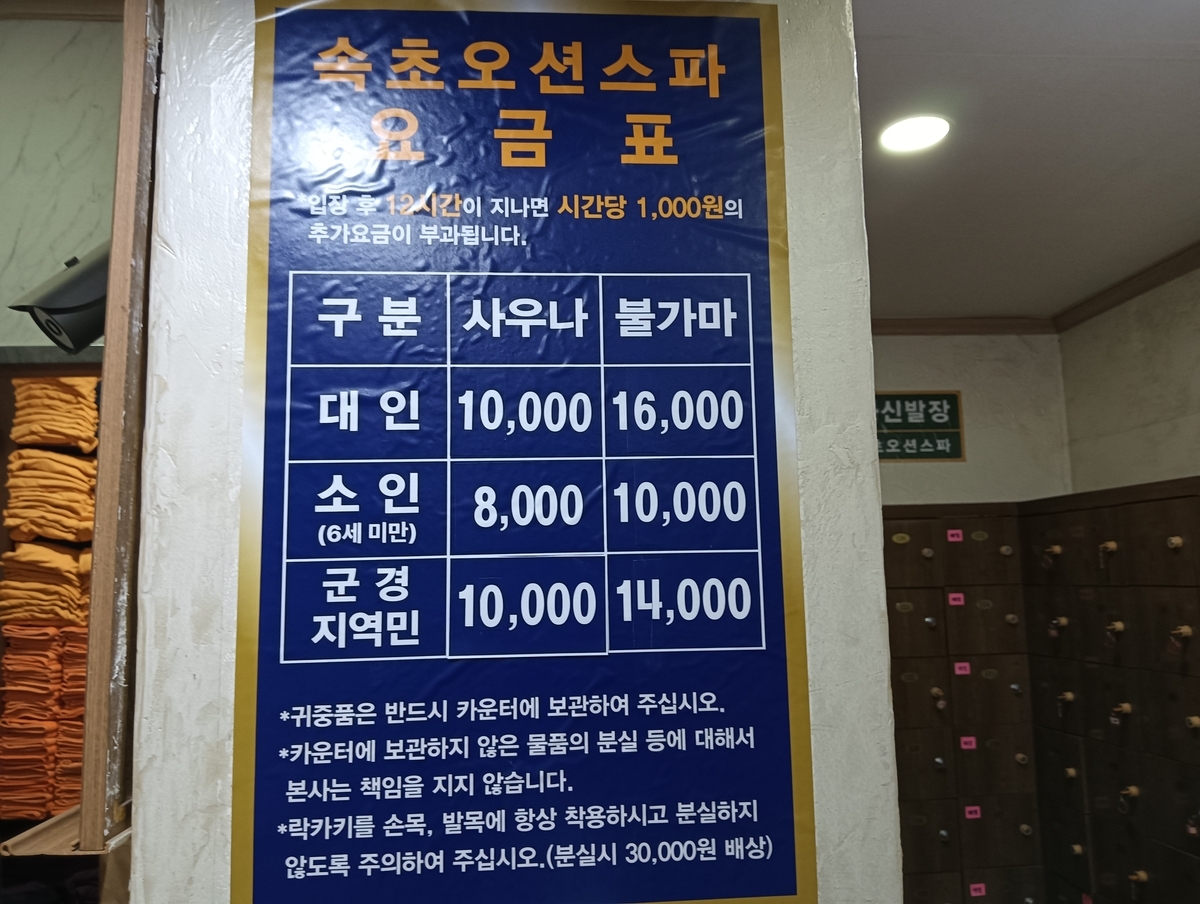 속초오션스파
요 금 표
*입장 후 12시간이 지나면 시간당 1,000원의
추가요금이 부과됩니다.
구 분 사우나 불가마
대 인 10,000 16,000
소 인 8,000 10,000
(6세 미만)
군 경
지역민 10,000 14,000
*귀중품은 반드시 카운터에 보관하여 주십시오.
*카운터에 보관하지 않은 물품의 분실 등에 대해서
본사는 책임을 지지 않습니다.
*락카키를 손목, 발목에 항상 착용하시고 분실하지
않도록 주의하여 주십시오.(분실시 30,000원 배상)
신발장
오션스파